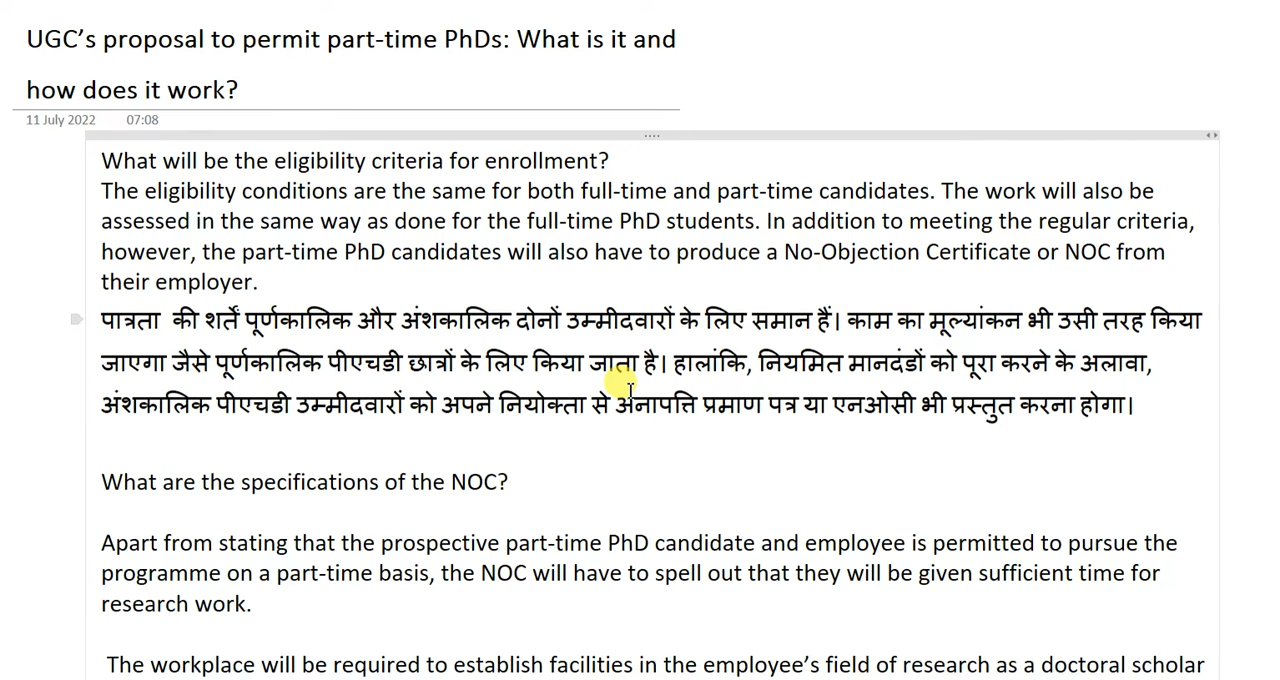 UGC’s proposal to permit part-time PhDs: What is it and
how does it work?
11 July 2022 07:08
What will be the eligibility criteria for enrollment?
The eligibility conditions are the same for both full-time and part-time candidates. The work will also be
assessed in the same way as done for the full-time PhD students. In addition to meeting the regular criteria,
however, the part-time PhD candidates will also have to produce a No-Objection Certificate or NOC from
their employer.
पात्रता की शर्तें पूर्णकालिक और अंशकालिक दोनों उम्मीदवारों के लिए समान हैं। काम का मूल्यांकन भी उसी तरह किया
जाएगा जैसे पूर्णकालिक पीएचडी छात्रों के लिए किया जाता है। हालांकि, नियमित मानदंडों को पूरा करने के अलावा,
अंशकालिक पीएचडी उम्मीदवारों को अपने नियोक्ता से अनापत्ति प्रमाण पत्र या एनओसी भी प्रस्तुत करना होगा।
What are the specifications of the NOC?
Apart from stating that the prospective part-time PhD candidate and employee is permitted to pursue the
programme on a part-time basis, the NOC will have to spell out that they will be given sufficient time for
research work.
The workplace will be required to establish facilities in the employee’s field of research as a doctoral scholar